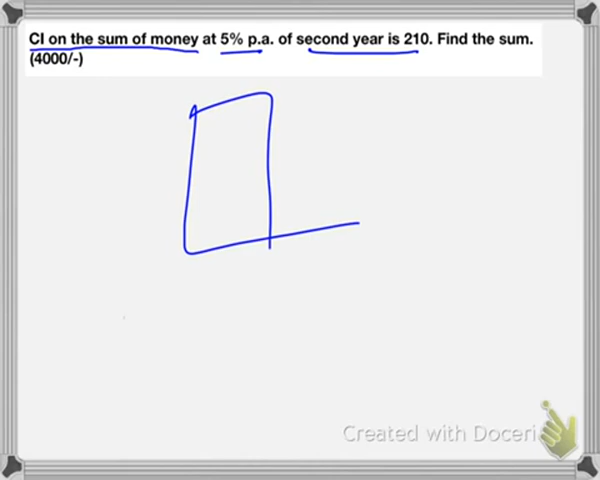 CI on the sum of money at 5% p.a. of second year is 210. Find the sum.
(4000/-)
Created with Doceri